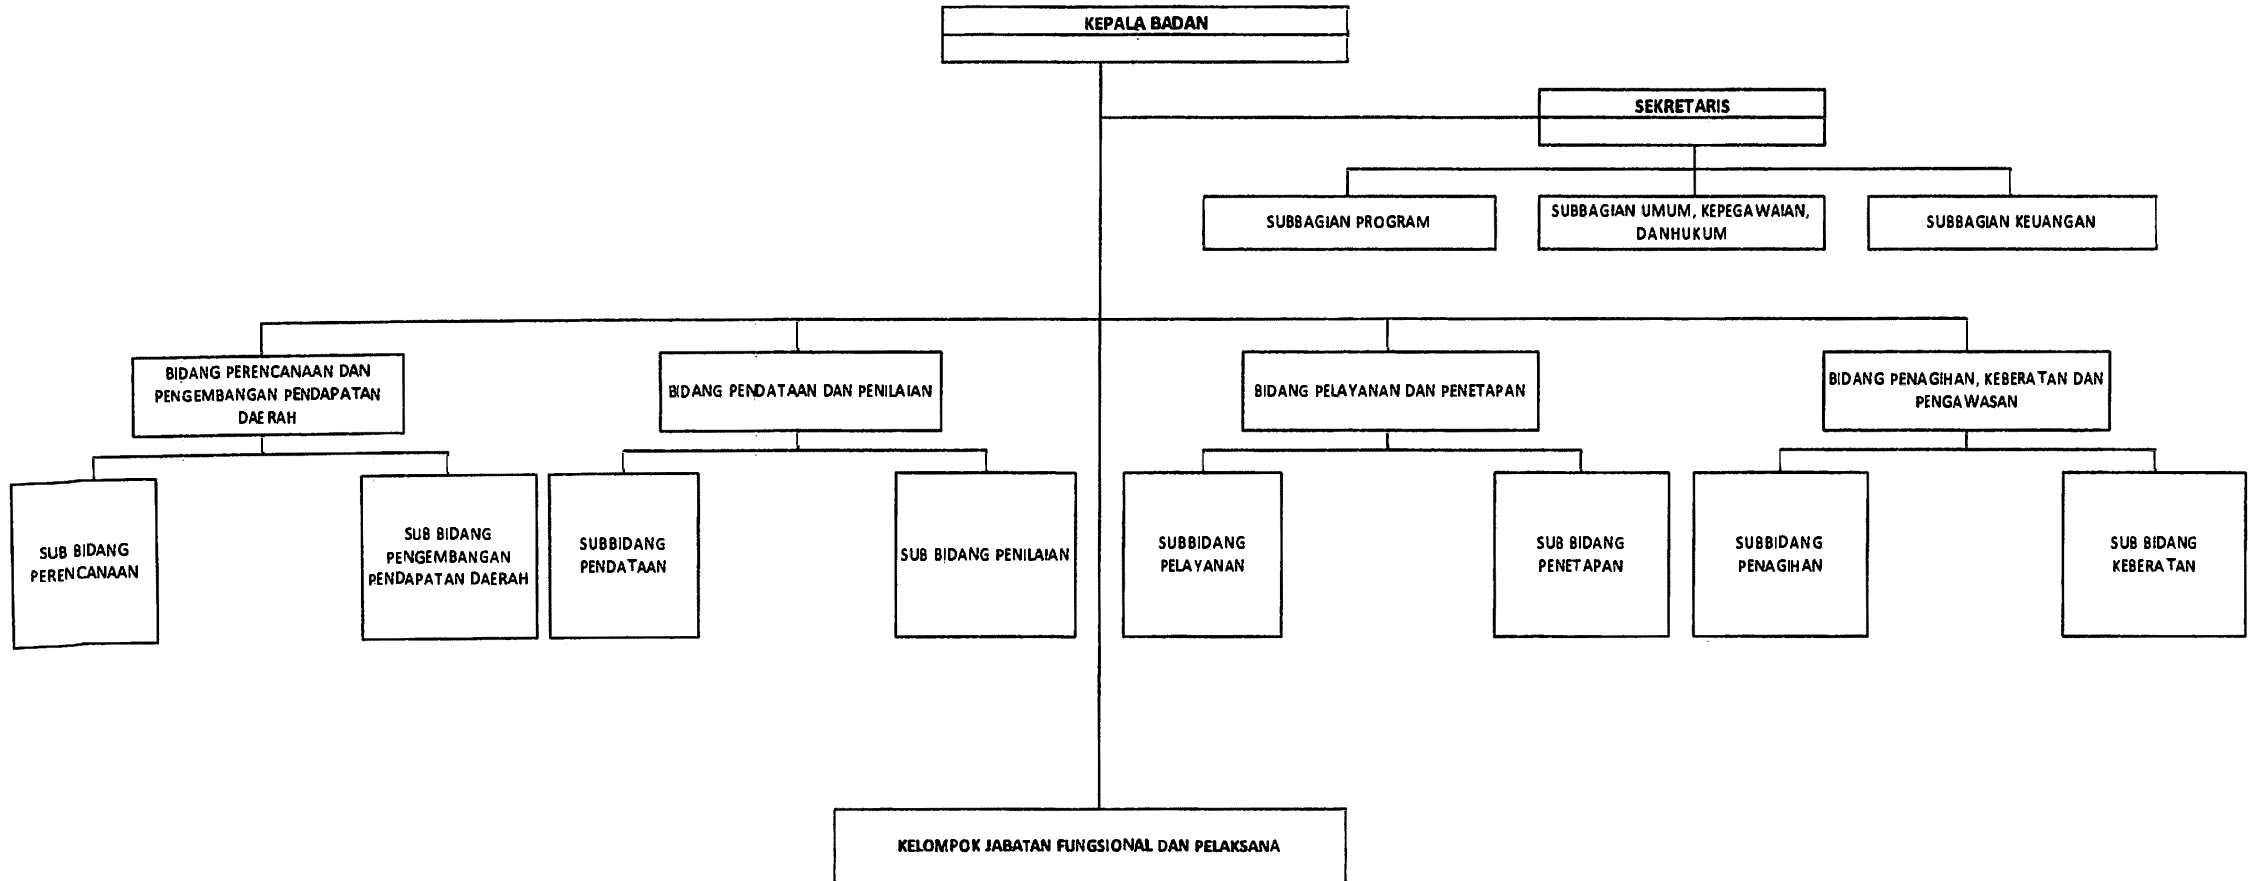 KEPALA BADAN
SEKRETARIS
SUBBAGIAN PROGRAM
SUBBAGIAN UMUM, KEPEGAWAIAN,
DANHUKUM
SUBBAGIAN KEUANGAN
BIDANG PERENCANAAN DAN
PENGEMBANGAN PENDAPATAN
DAERAH
BIDANG PENDATAAN DAN PENILAIAN
BIDANG PELAYANAN DAN PENETAPAN
BIDANG PENAGIHAN, KEBERATAN DAN
PENGAWASAN
SUB BIDANG
PERENCANAAN
SUB BIDANG
PENGEMBANGAN
PENDAPATAN DAERAH
SUBBIDANG
PENDATAAN
SUB BIDANG PENILAIAN
SUBBIDANG
PELAYANAN
SUB BIDANG
PENETAPAN
SUBBIDANG
PENAGIHAN
SUB BIDANG
KEBERATAN
KELOMPOK JABATAN FUNGSIONAL DAN PELAKSANA